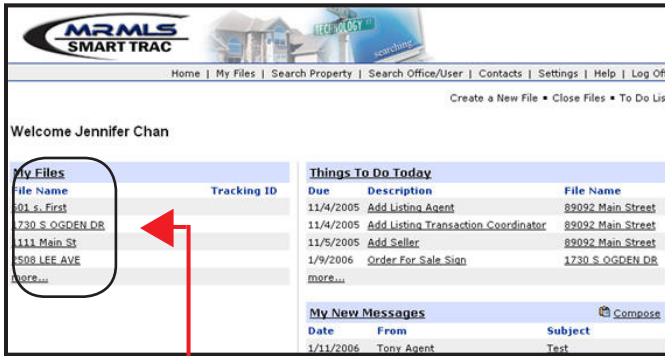 MRMLS
SMART TRAC
TECHNOLOGY
searching
Home | My Files | Search Property | Search Office/User | Contacts | Settings | Help | Log Off
Create a New File ▪ Close Files ▪ To Do Lis
Welcome Jennifer Chan
My Files
File Name Tracking ID
601 s. First
1730 S OGDEN DR
1111 Main St
2508 LEE AVE
more...
Things To Do Today
Due Description File Name
11/4/2005 Add Listing Agent 89092 Main Street
11/4/2005 Add Listing Transaction Coordinator 89092 Main Street
11/5/2005 Add Seller 89092 Main Street
1/9/2006 Order For Sale Sign 1730 S OGDEN DR
more...
My New Messages Compose
Date From Subject
1/11/2006 Tony Agent Test